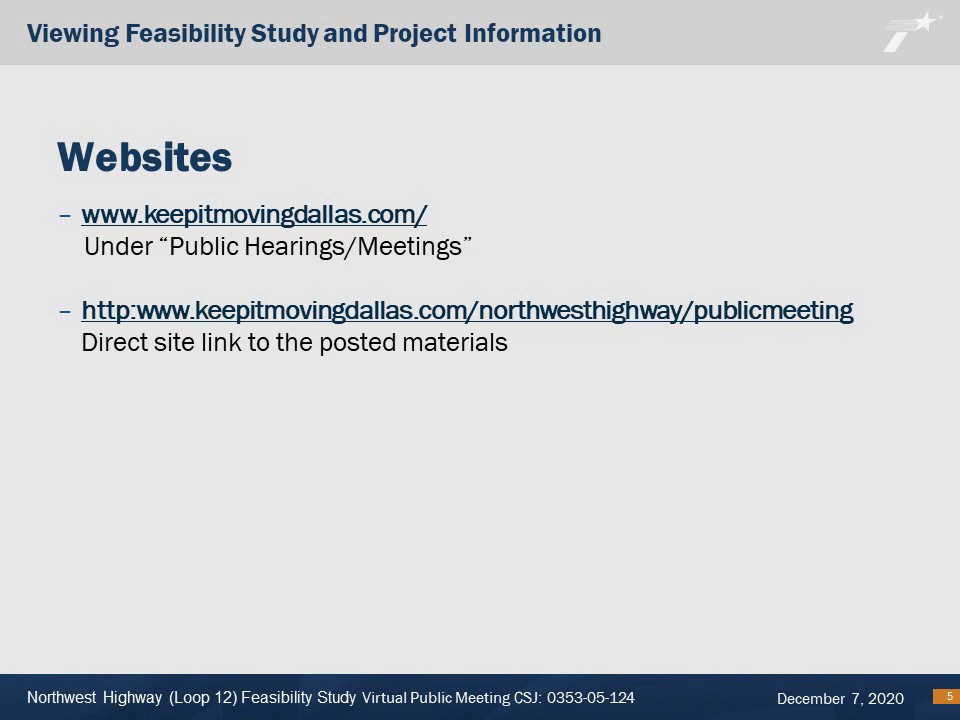 Viewing Feasibility Study and Project Information
Websites
– www.keepitmovingdallas.com/
Under “Public Hearings/Meetings”
– http:www.keepitmovingdallas.com/northwesthighway/publicmeeting
Direct site link to the posted materials
Northwest Highway (Loop 12) Feasibility Study Virtual Public Meeting CSJ: 0353-05-124
December 7, 2020
5